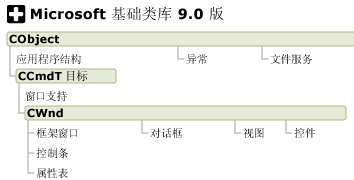 Microsoft 基础类库 9.0 版
CObject
应用程序结构 异常 文件服务
CCmdT 目标
窗口支持
CWnd
框架窗口 对话框 视图 控件
控制条
属性表